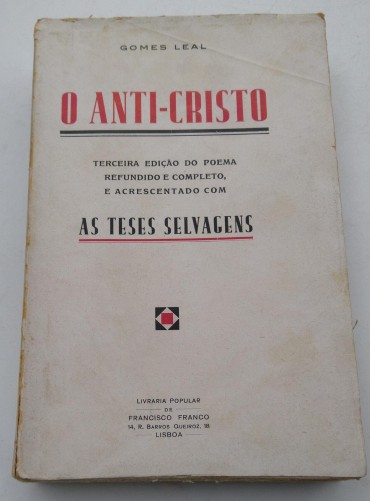 GOMES LEAL
O ANTI-CRISTO
TERCEIRA EDIÇÃO DO POEMA
REFUNDIDO E COMPLETO,
E ACRESCENTADO COM
AS TESES SELVAGENS
LIVRARIA POPULAR
DE
FRANCISCO FRANCO
14, R. BARROS QUEIROZ, 18
LISBOA